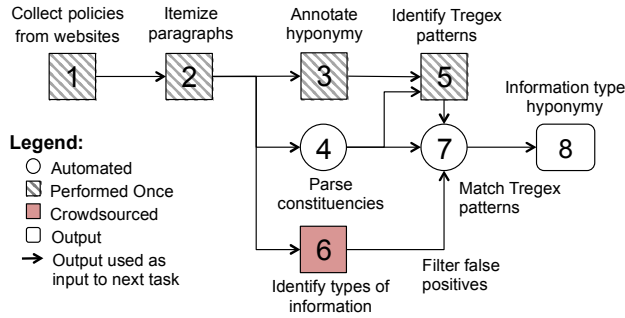 Collect policies
from websites
Itemize
paragraphs
Annotate
hyponymy
Identify Tregex
patterns
1
2
3
5
Information type
hyponymy
4
7
8
Parse
constituencies
Match Tregex
patterns
6
Identify types of
information
Filter false
positives
Legend:
Automated
Performed Once
Crowdsourced
Output
Output used as
input to next task